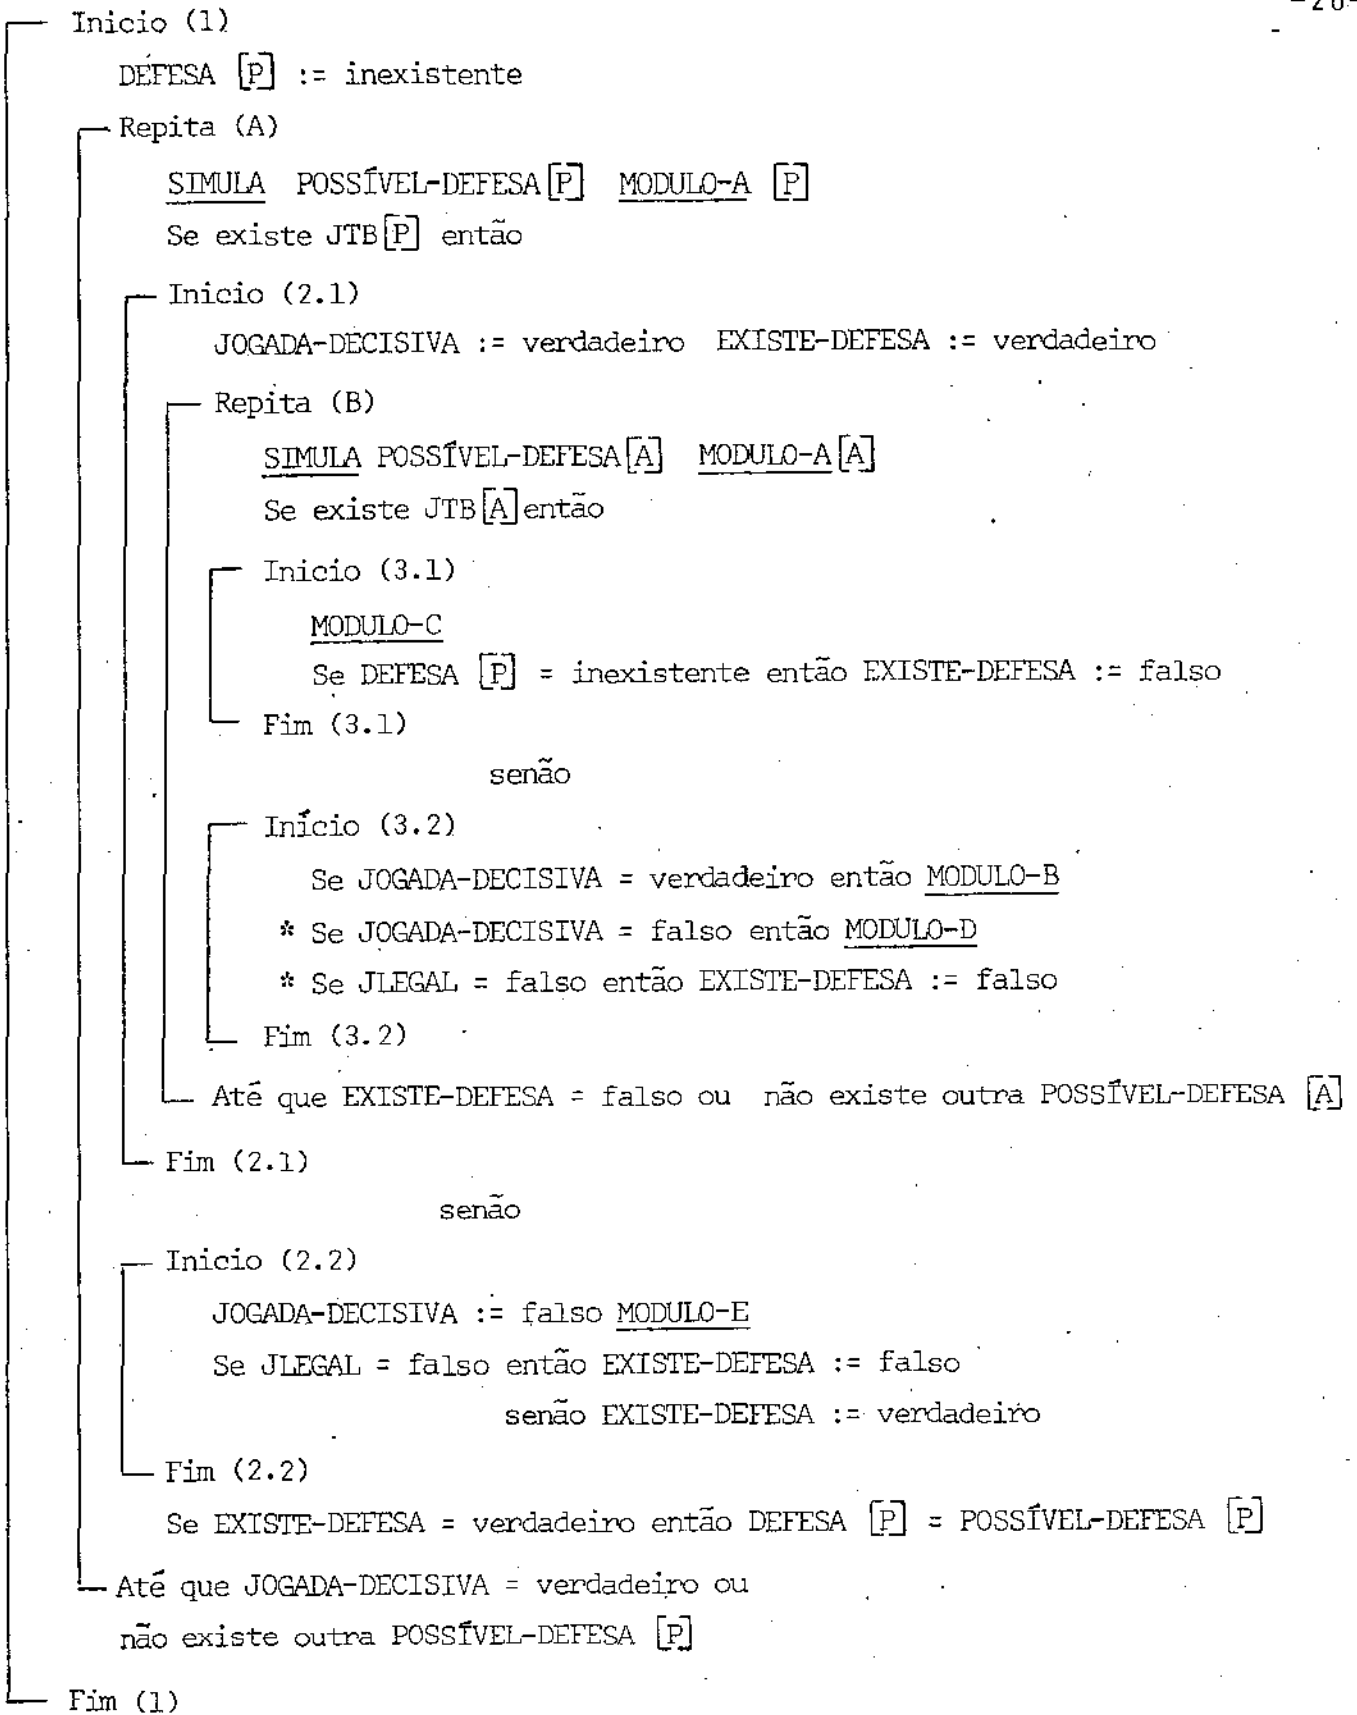 Inicio (1)
DEFESA [P] := inexistente
Repita (A)
SIMULA POSSÍVEL-DEFESA[P] MODULO-A [P]
Se existe JTB[P] então
Inicio (2.1)
JOGADA-DECISIVA := verdadeiro EXISTE-DEFESA := verdadeiro
Repita (B)
SIMULA POSSÍVEL-DEFESA[A] MODULO-A[A]
Se existe JTB[A]então
Inicio (3.1)
MODULO-C
Se DEFESA [P] = inexistente então EXISTE-DEFESA := falso
Fim (3.1)
senão
Início (3.2)
Se JOGADA-DECISIVA = verdadeiro então MODULO-B
* Se JOGADA-DECISIVA = falso então MODULO-D
* Se JLEGAL = falso então EXISTE-DEFESA := falso
Fim (3.2)
Até que EXISTE-DEFESA = falso ou não existe outra POSSÍVEL-DEFESA [A]
Fim (2.1)
senão
Inicio (2.2)
JOGADA-DECISIVA := falso MODULO-E
Se JLEGAL = falso então EXISTE-DEFESA := falso
senão EXISTE-DEFESA := verdadeiro
Fim (2.2)
Se EXISTE-DEFESA = verdadeiro então DEFESA [P] = POSSÍVEL-DEFESA [P]
Até que JOGADA-DECISIVA = verdadeiro ou
não existe outra POSSÍVEL-DEFESA [P]
Fim (1)